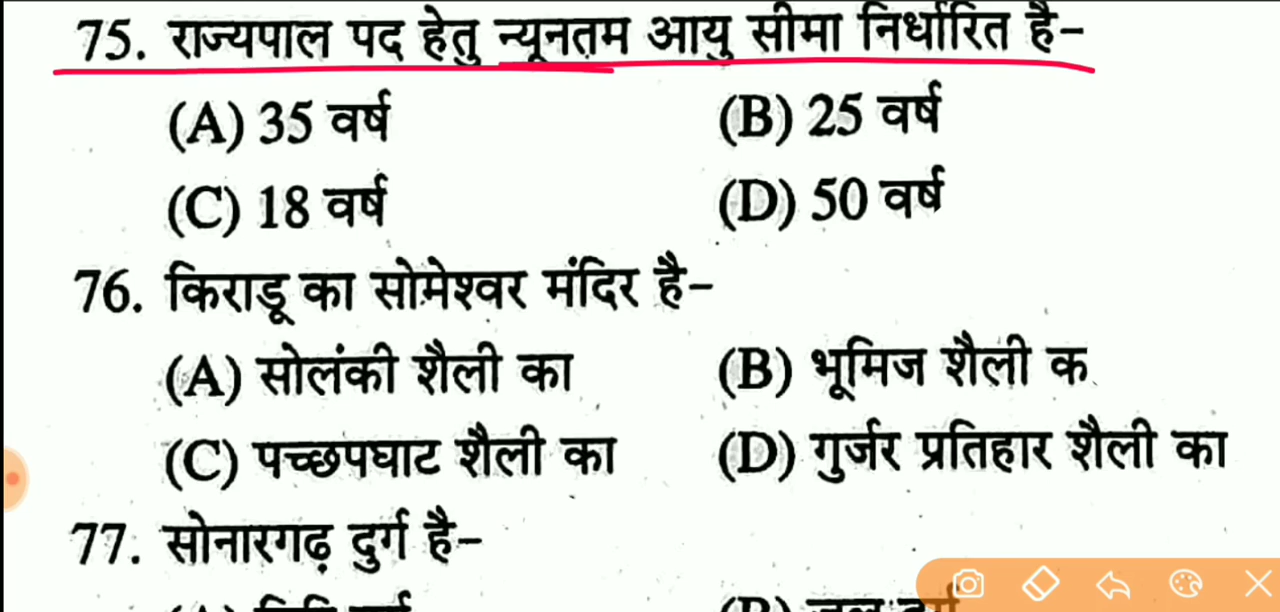 75. राज्यपाल पद हेतु न्यूनतम आयु सीमा निर्धारित है-
(A) 35 वर्ष (B) 25 वर्ष
(C) 18 वर्ष (D) 50 वर्ष
76. किराडू का सोमेश्वर मंदिर है-
(A) सोलंकी शैली का (B) भूमिज शैली क
(C) पच्छपघाट शैली का (D) गुर्जर प्रतिहार शैली का
77. सोनारगढ़ दुर्ग है-